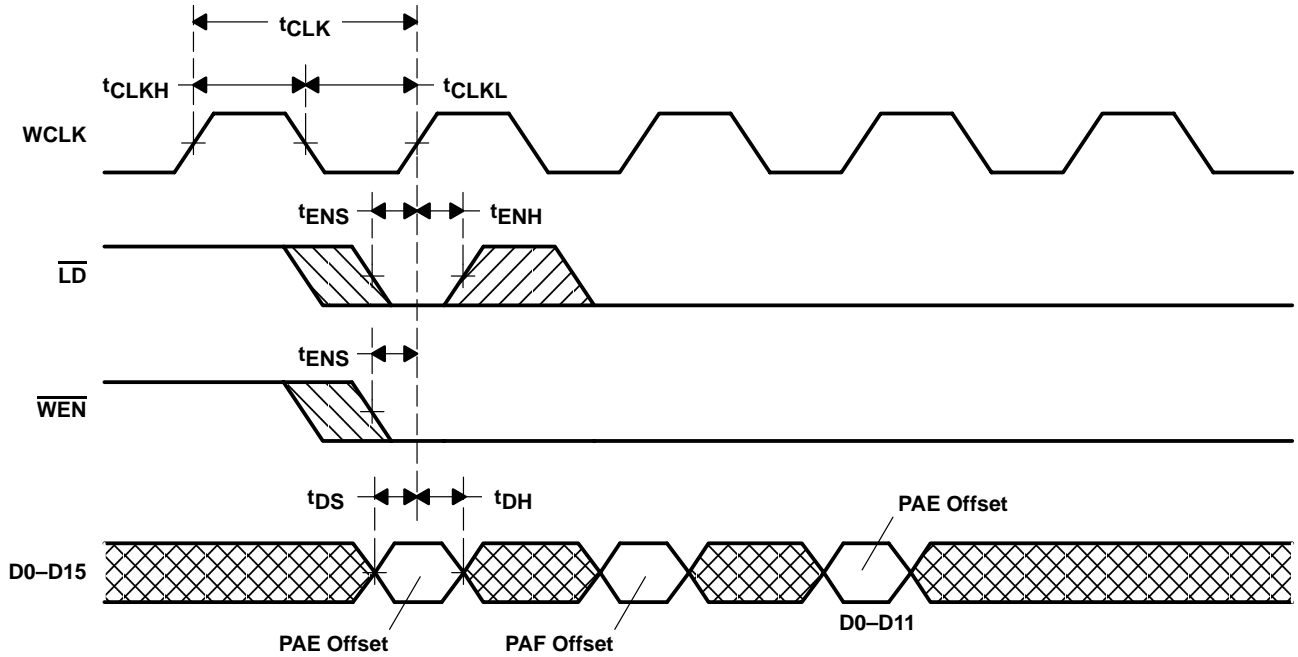 tCLK
tCLKH
tCLKL
WCLK
tENS
tENH
LD
tENS
WEN
tDS
tDH
PAE Offset
D0–D15
D0–D11
PAE Offset
PAF Offset